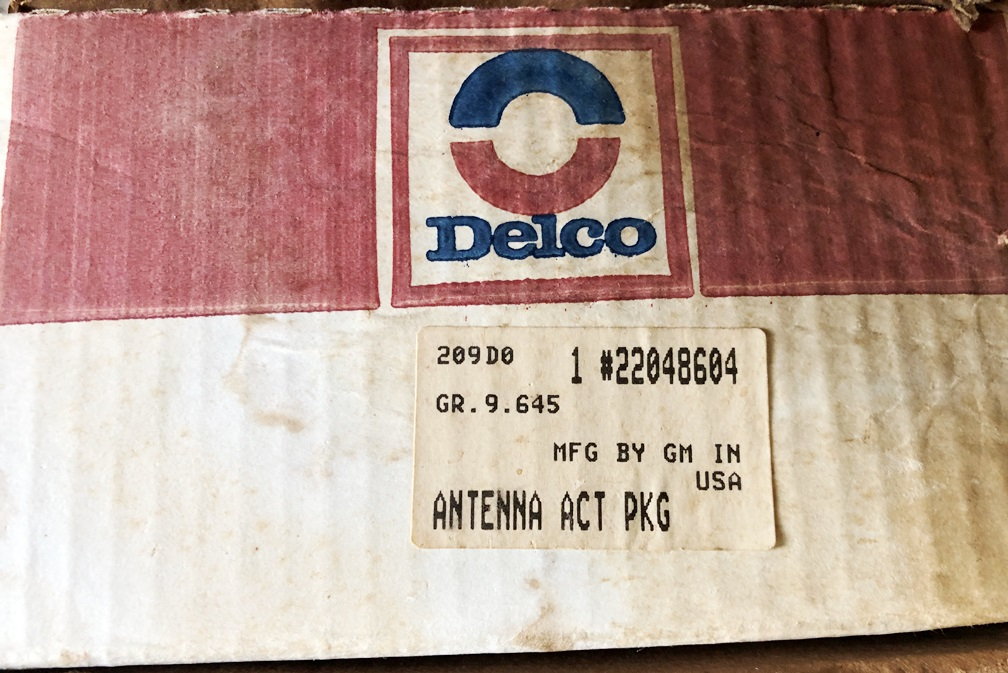 Delco
209D0 1 #22048604
GR.9.645
MFG BY GM IN
USA
ANTENNA ACT PKG